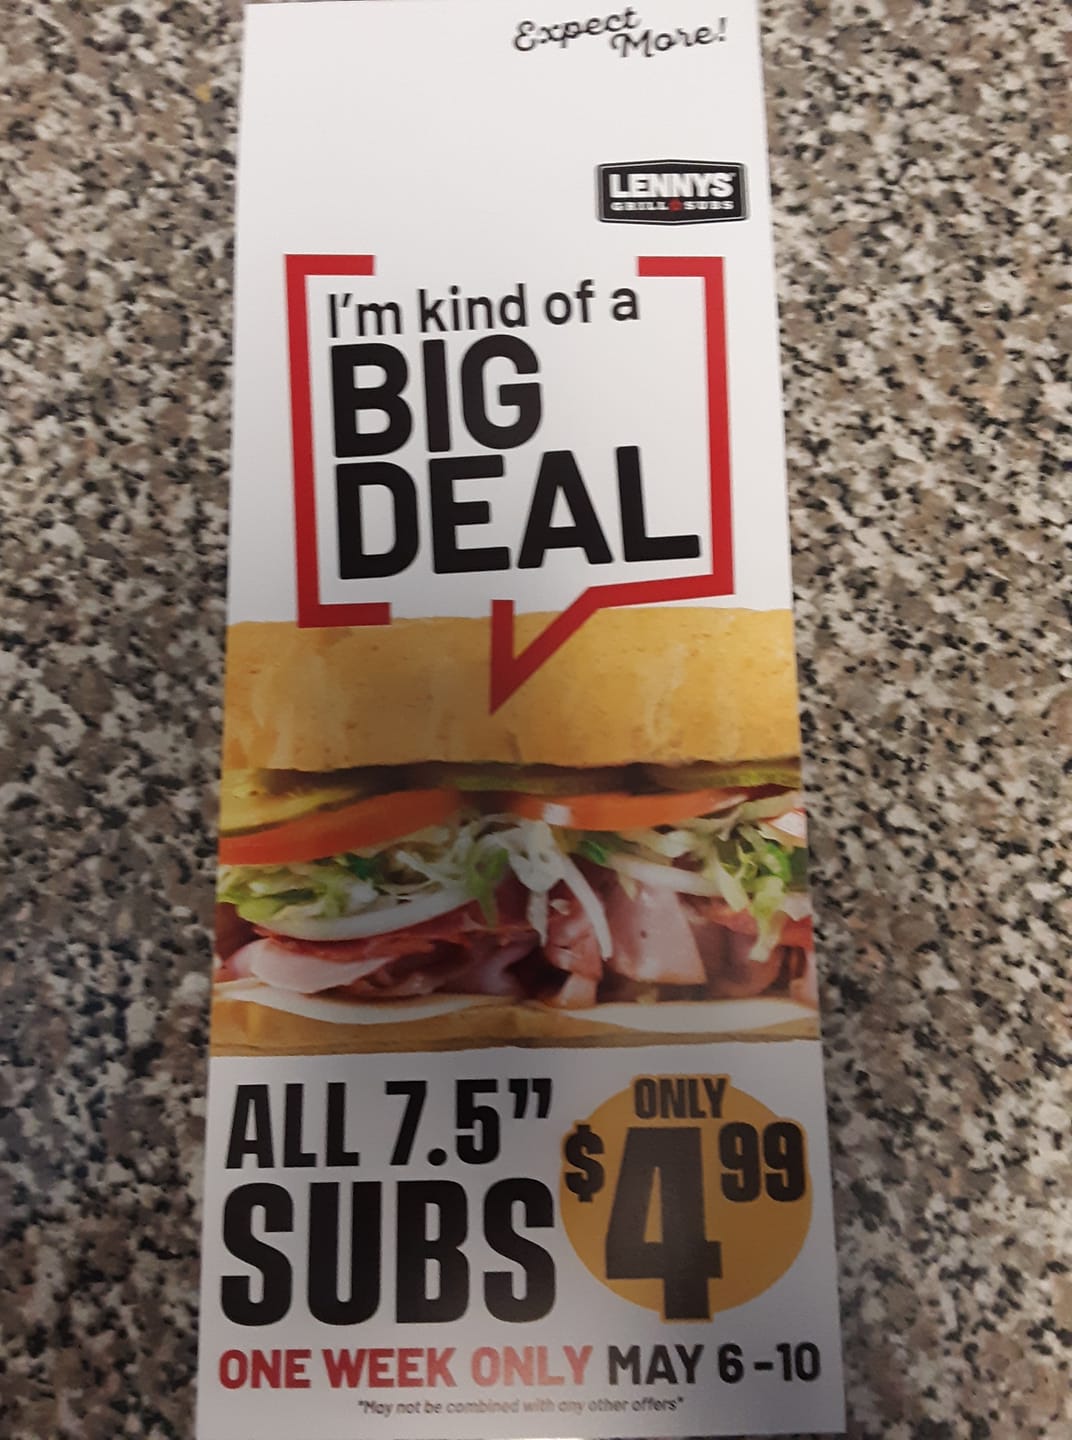 Expect
More!
LENNYS
GRILL SUBS
I'm kind of a
BIG
DEAL
ALL 7.5”
SUBS
ONLY
$4 99
ONE WEEK ONLY MAY 6-10
"May not be combined with any other offers"